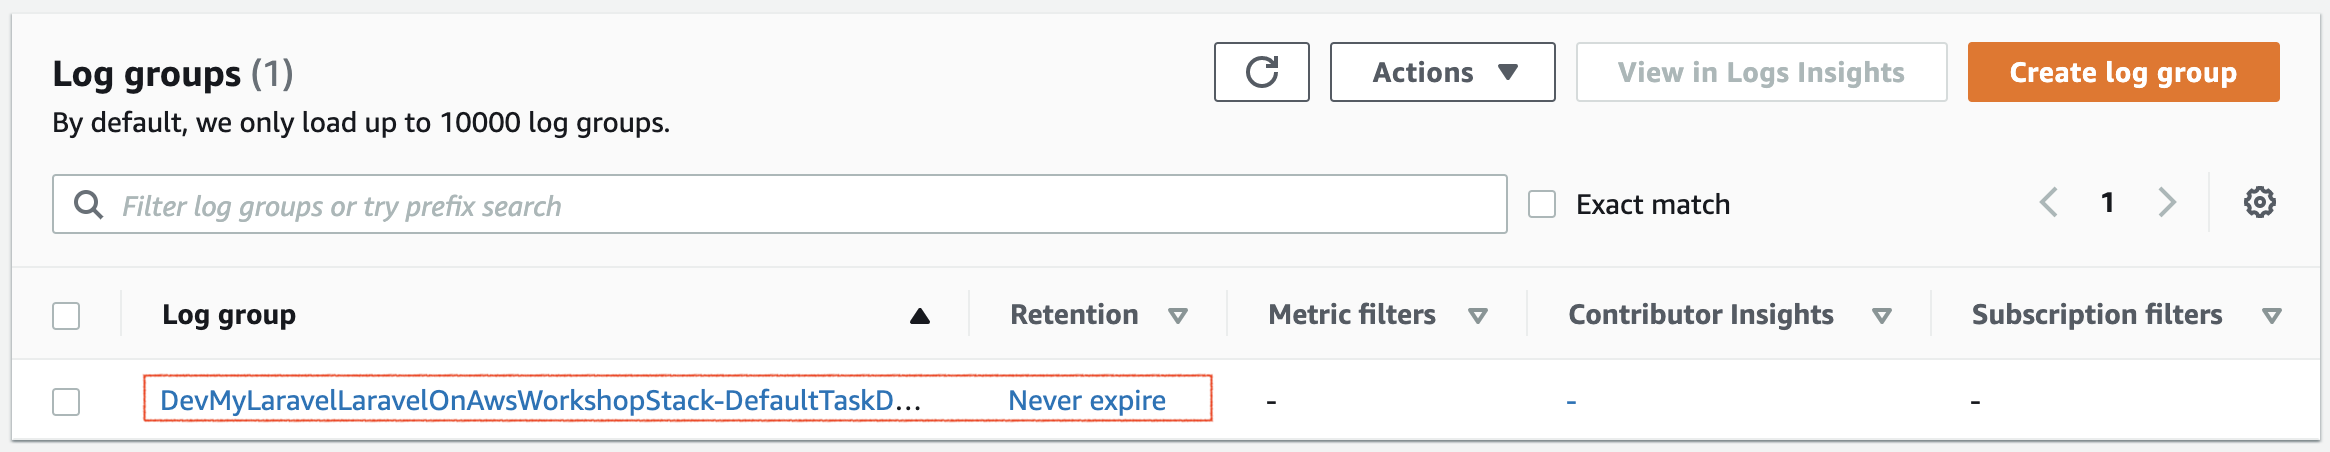 Log groups (1)
Actions
View in Logs Insights
Create log group
By default, we only load up to 10000 log groups.
Filter log groups or try prefix search
Exact match
1
Log group
Retention
Metric filters
Contributor Insights
Subscription filters
DevMyLaravelLaravelOnAwsWorkshopStack-DefaultTaskD...
Never expire
-
-
-